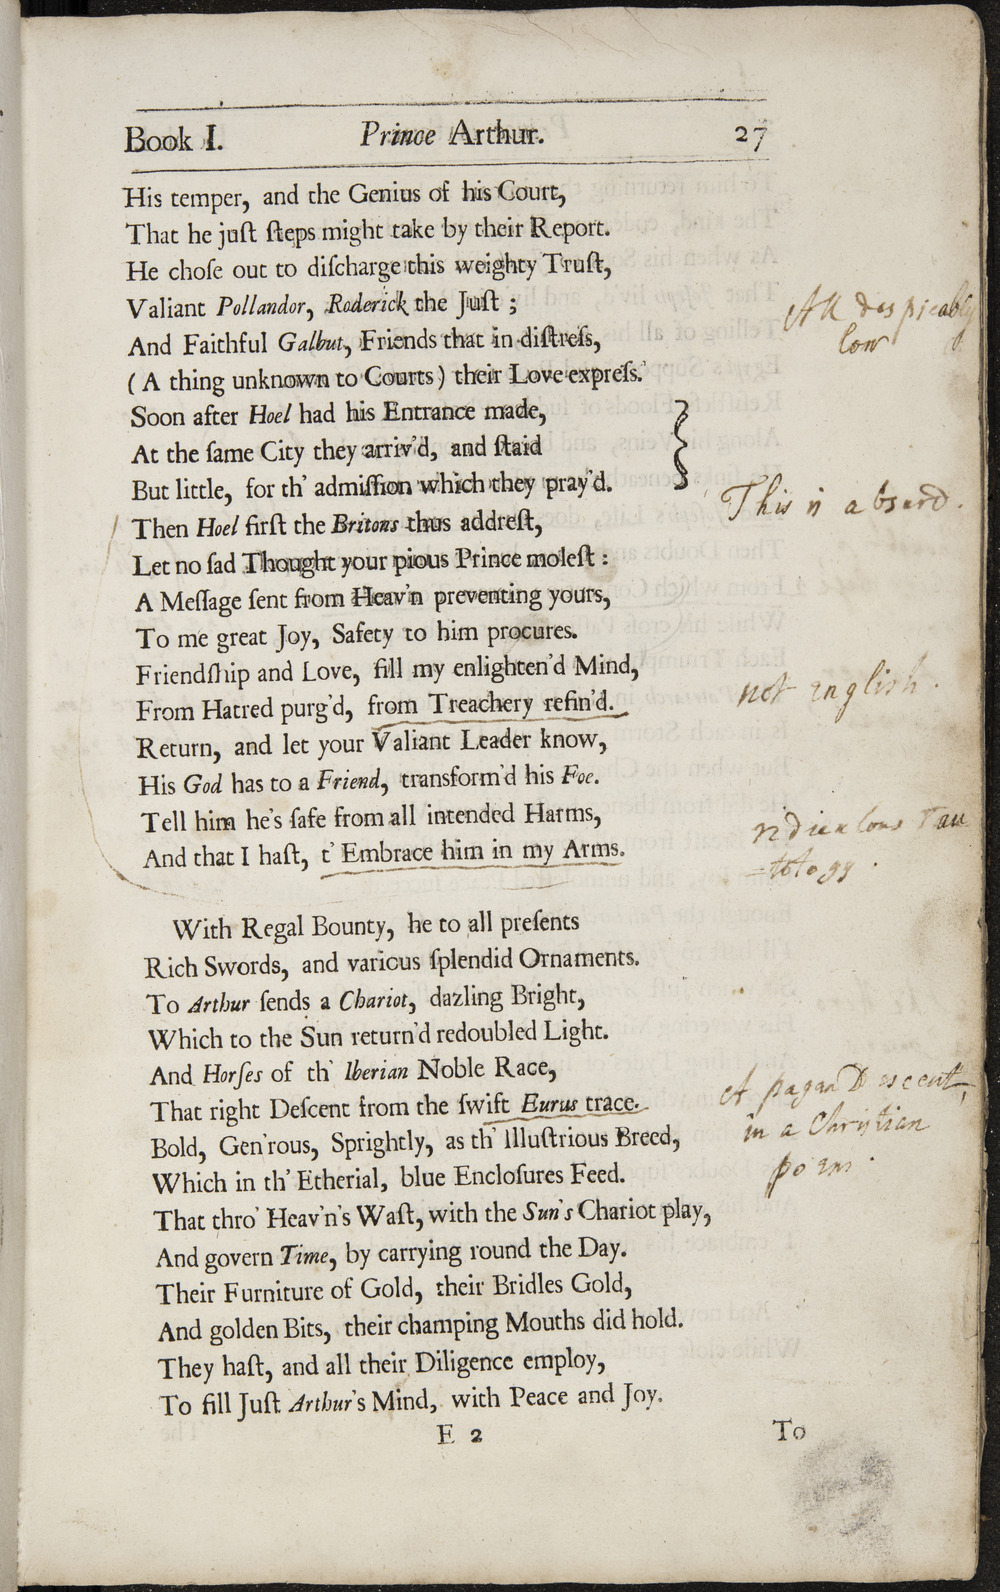 Book I. Prince Arthur. 27
His temper, and the Genius of his Court,
That he juſt ſteps might take by their Report.
He choſe out to diſcharge this weighty Truſt,
Valiant Pollandor, Roderick the Juſt ;
And Faithful Galbut, Friends that in diſtreſs,
( A thing unknown to Courts ) their Love expreſs.
All despicably
low
Soon after Hoel had his Entrance made,
At the ſame City they arriv'd, and ſtaid
But little, for th' admiſſion which they pray'd.
This is absurd.
Then Hoel firſt the Britons thus addreſt,
Let no ſad Thought your pious Prince moleſt :
A Meſſage ſent from Heav'n preventing yours,
To me great Joy, Safety to him procures.
Friendſhip and Love, fill my enlighten'd Mind,
From Hatred purg'd, from Treachery refin'd.
not english.
Return, and let your Valiant Leader know,
His God has to a Friend, transform'd his Foe.
Tell him he's ſafe from all intended Harms,
And that I haſt, t' Embrace him in my Arms.
ridiculous Tau
=tology.
With Regal Bounty, he to all preſents
Rich Swords, and various ſplendid Ornaments.
To Arthur ſends a Chariot, dazling Bright,
Which to the Sun return'd redoubled Light.
And Horſes of th' Iberian Noble Race,
That right Deſcent from the ſwift Eurus trace.
A pagan Descent,
in a Christian
poem.
Bold, Gen'rous, Sprightly, as th' Illuſtrious Breed,
Which in th' Etherial, blue Encloſures Feed.
That thro' Heav'n's Waſt, with the Sun's Chariot play,
And govern Time, by carrying round the Day.
Their Furniture of Gold, their Bridles Gold,
And golden Bits, their champing Mouths did hold.
They haſt, and all their Diligence employ,
To fill Juſt Arthur's Mind, with Peace and Joy.
E 2 To